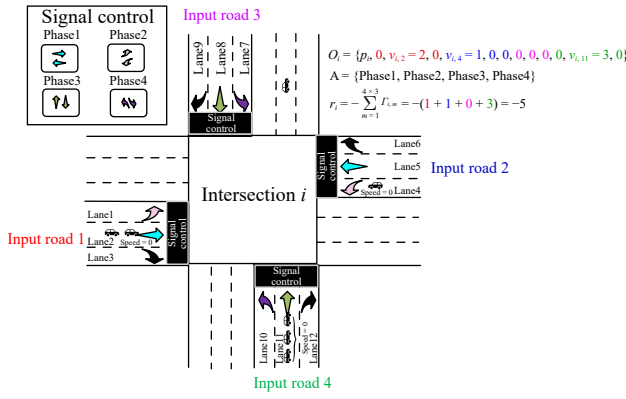 Signal control
Phase1
Phase2
Phase3
Phase4
Input road 3
Lane9
Lane8
Lane7
Signal
control
O_i = {p_i, 0, v_{i, 2} = 2, 0, v_{i, 4} = 1, 0, 0, 0, 0, 0, 0, v_{i, 11} = 3, 0}
A = {Phase1, Phase2, Phase3, Phase4}
r_i = − ∑_{m = 1}^{4 × 3} Γ_{i, m} = −(1 + 1 + 0 + 3) = −5
Lane6
Lane5
Lane4
Speed = 0
Signal
control
Input road 2
Intersection i
Input road 1
Lane1
Lane2
Speed = 0
Lane3
Signal
control
Signal
control
Lane10
Lane11
Speed = 0
Lane12
Input road 4